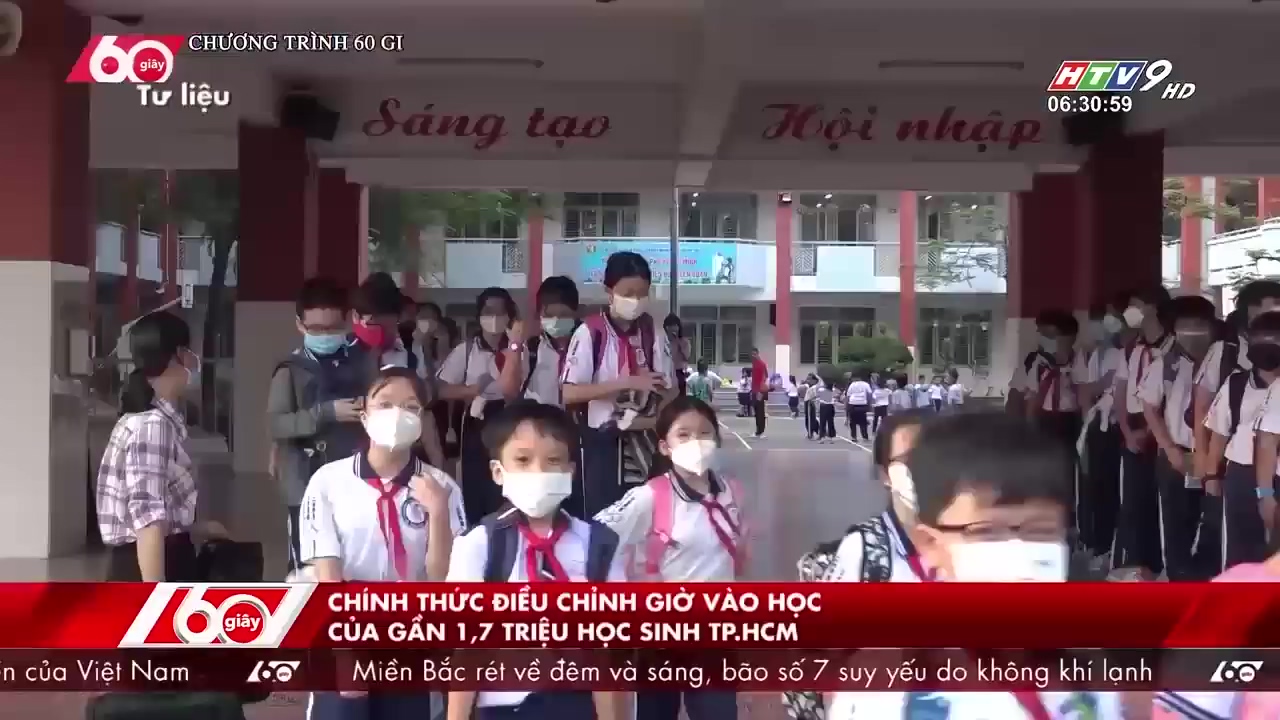 60 giây
CHƯƠNG TRÌNH 60 GI
Tư liệu
HTV9 HD
06:30:59
Sáng tạo
Hội nhập
60 giây
CHÍNH THỨC ĐIỀU CHỈNH GIỜ VÀO HỌC
CỦA GẦN 1,7 TRIỆU HỌC SINH TP.HCM
của Việt Nam 60 Miền Bắc rét về đêm và sáng, bão số 7 suy yếu do không khí lạnh 60